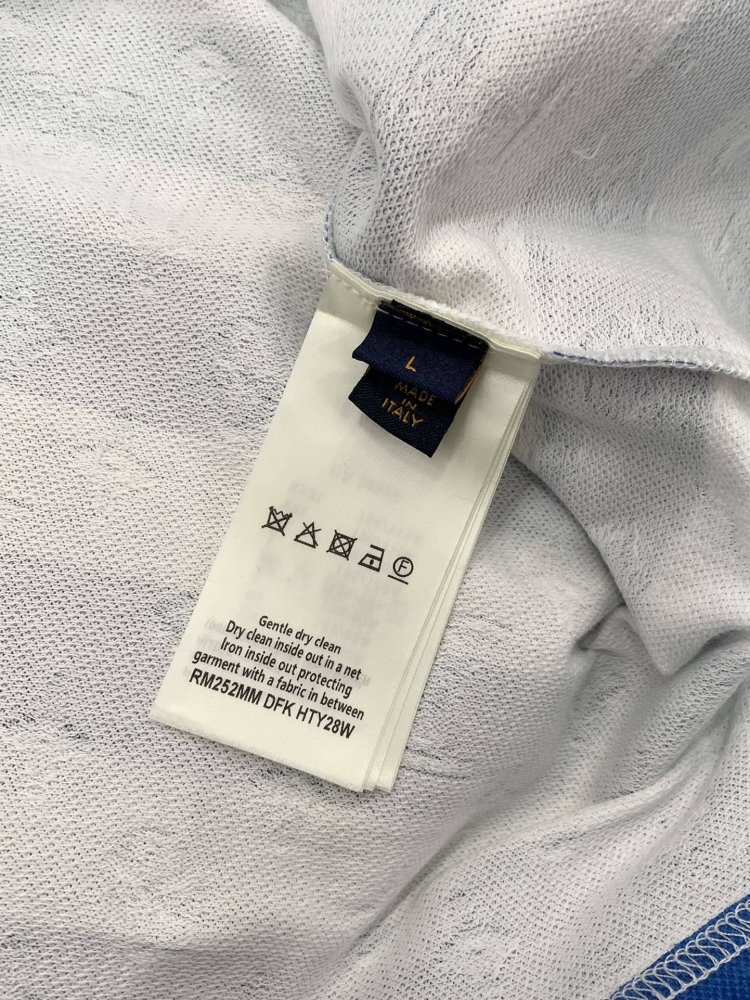 L
MADE
IN
ITALY
F
Gentle dry clean
Dry clean inside out in a net
Iron inside out protecting
garment with a fabric in between
RM252MM DFK HTY28W